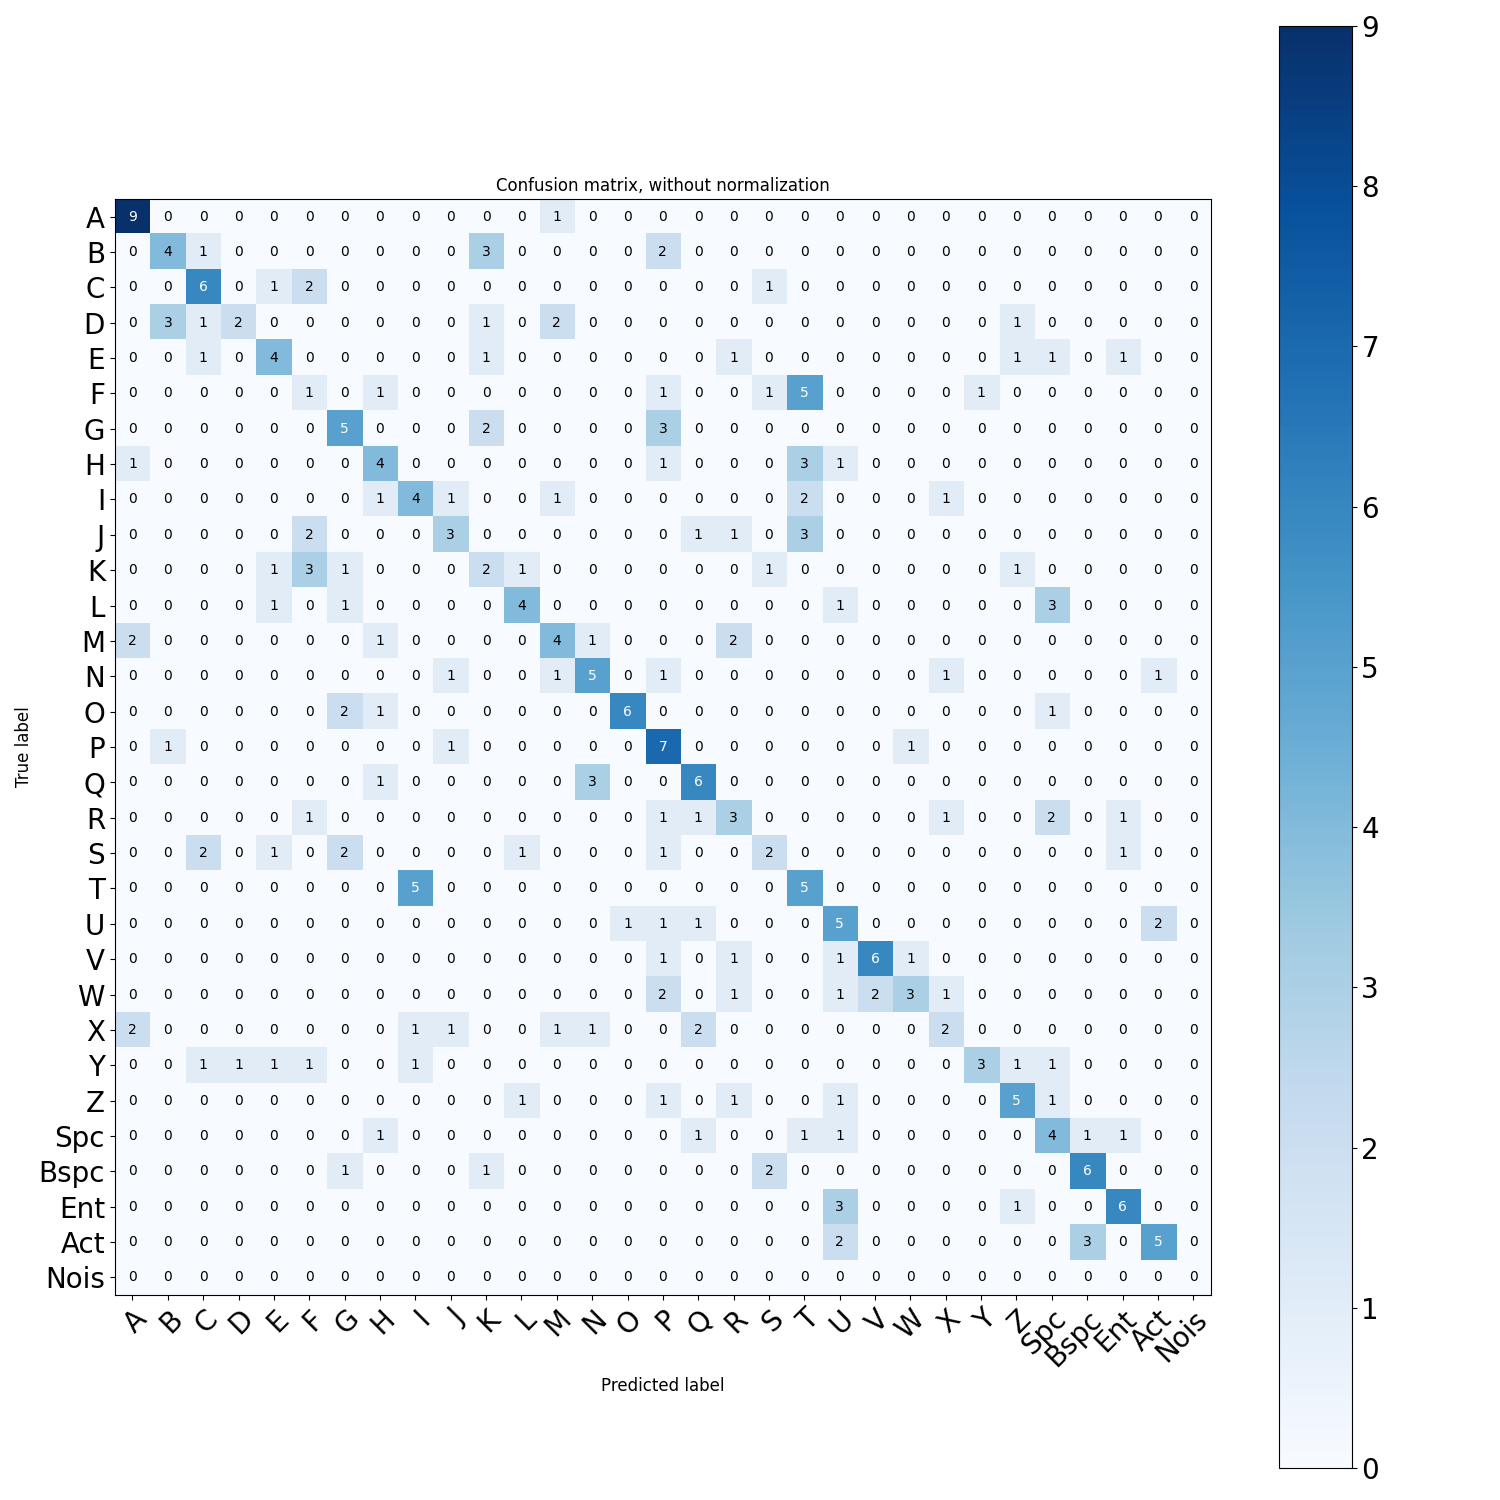 Confusion matrix, without normalization
A 9 0 0 0 0 0 0 0 0 0 0 0 1 0 0 0 0 0 0 0 0 0 0 0 0 0 0 0 0 0 0
B 0 4 1 0 0 0 0 0 0 0 3 0 0 0 0 2 0 0 0 0 0 0 0 0 0 0 0 0 0 0 0
C 0 0 6 0 1 2 0 0 0 0 0 0 0 0 0 0 0 0 1 0 0 0 0 0 0 0 0 0 0 0 0
D 0 3 1 2 0 0 0 0 0 0 1 0 2 0 0 0 0 0 0 0 0 0 0 0 0 1 0 0 0 0 0
E 0 0 1 0 4 0 0 0 0 0 1 0 0 0 0 0 0 1 0 0 0 0 0 0 0 1 1 0 1 0 0
F 0 0 0 0 0 1 0 1 0 0 0 0 0 0 0 1 0 0 1 5 0 0 0 0 1 0 0 0 0 0 0
G 0 0 0 0 0 0 5 0 0 0 2 0 0 0 0 3 0 0 0 0 0 0 0 0 0 0 0 0 0 0 0
H 1 0 0 0 0 0 0 4 0 0 0 0 0 0 0 1 0 0 0 3 1 0 0 0 0 0 0 0 0 0 0
I 0 0 0 0 0 0 0 1 4 1 0 0 1 0 0 0 0 0 0 2 0 0 0 1 0 0 0 0 0 0 0
J 0 0 0 0 0 2 0 0 0 3 0 0 0 0 0 0 1 1 0 3 0 0 0 0 0 0 0 0 0 0 0
K 0 0 0 0 1 3 1 0 0 0 2 1 0 0 0 0 0 0 1 0 0 0 0 0 0 1 0 0 0 0 0
L 0 0 0 0 1 0 1 0 0 0 0 4 0 0 0 0 0 0 0 0 1 0 0 0 0 0 3 0 0 0 0
M 2 0 0 0 0 0 0 1 0 0 0 0 4 1 0 0 0 2 0 0 0 0 0 0 0 0 0 0 0 0 0
N 0 0 0 0 0 0 0 0 0 1 0 0 1 5 0 1 0 0 0 0 0 0 0 1 0 0 0 0 0 1 0
O 0 0 0 0 0 0 2 1 0 0 0 0 0 0 6 0 0 0 0 0 0 0 0 0 0 0 1 0 0 0 0
P 0 1 0 0 0 0 0 0 0 1 0 0 0 0 0 7 0 0 0 0 0 0 1 0 0 0 0 0 0 0 0
Q 0 0 0 0 0 0 0 1 0 0 0 0 0 3 0 0 6 0 0 0 0 0 0 0 0 0 0 0 0 0 0
R 0 0 0 0 0 1 0 0 0 0 0 0 0 0 0 1 1 3 0 0 0 0 0 1 0 0 2 0 1 0 0
S 0 0 2 0 1 0 2 0 0 0 0 1 0 0 0 1 0 0 2 0 0 0 0 0 0 0 0 0 1 0 0
T 0 0 0 0 0 0 0 0 5 0 0 0 0 0 0 0 0 0 0 5 0 0 0 0 0 0 0 0 0 0 0
U 0 0 0 0 0 0 0 0 0 0 0 0 0 0 1 1 1 0 0 0 5 0 0 0 0 0 0 0 0 2 0
V 0 0 0 0 0 0 0 0 0 0 0 0 0 0 0 1 0 1 0 0 1 6 1 0 0 0 0 0 0 0 0
W 0 0 0 0 0 0 0 0 0 0 0 0 0 0 0 2 0 1 0 0 1 2 3 1 0 0 0 0 0 0 0
X 2 0 0 0 0 0 0 0 1 1 0 0 1 1 0 0 2 0 0 0 0 0 0 2 0 0 0 0 0 0 0
Y 0 0 1 1 1 1 0 0 1 0 0 0 0 0 0 0 0 0 0 0 0 0 0 0 3 1 1 0 0 0 0
Z 0 0 0 0 0 0 0 0 0 0 0 1 0 0 0 1 0 1 0 0 1 0 0 0 0 5 1 0 0 0 0
Spc 0 0 0 0 0 0 0 1 0 0 0 0 0 0 0 0 1 0 0 1 1 0 0 0 0 0 4 1 1 0 0
Bspc 0 0 0 0 0 0 1 0 0 0 1 0 0 0 0 0 0 0 2 0 0 0 0 0 0 0 0 6 0 0 0
Ent 0 0 0 0 0 0 0 0 0 0 0 0 0 0 0 0 0 0 0 0 3 0 0 0 0 1 0 0 6 0 0
Act 0 0 0 0 0 0 0 0 0 0 0 0 0 0 0 0 0 0 0 0 2 0 0 0 0 0 0 3 0 5 0
Nois 0 0 0 0 0 0 0 0 0 0 0 0 0 0 0 0 0 0 0 0 0 0 0 0 0 0 0 0 0 0 0
A B C D E F G H I J K L M N O P Q R S T U V W X Y Z Spc Bspc Ent Act Nois
Predicted label
True label
9
8
7
6
5
4
3
2
1
0